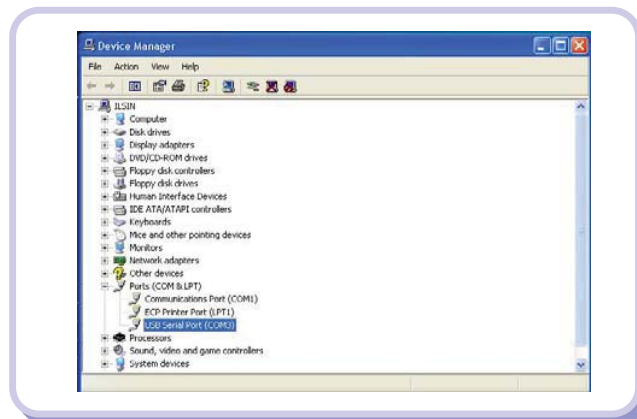 Device Manager
File Action View Help
ILSIN
Computer
Disk drives
Display adapters
DVD/CD-ROM drives
Floppy disk controllers
Floppy disk drives
Human Interface Devices
IDE ATA/ATAPI controllers
Keyboards
Mice and other pointing devices
Monitors
Network adapters
Other devices
Ports (COM & LPT)
Communications Port (COM1)
ECP Printer Port (LPT1)
USB Serial Port (COM3)
Processors
Sound, video and game controllers
System devices